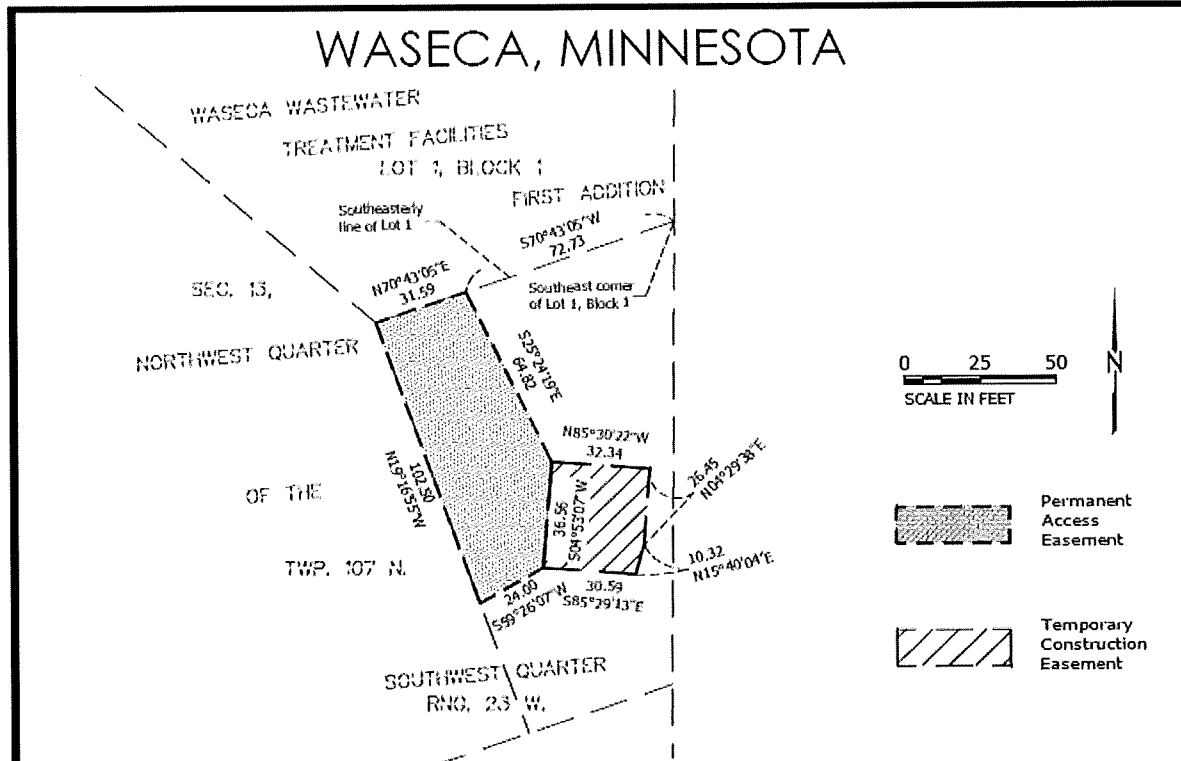 WASECA, MINNESOTA
WASECA WASTEWATER
TREATMENT FACILITIES
LOT 1, BLOCK 1
FIRST ADDITION
Southeasterly
line of Lot 1
S70°43'05"W
72.73
N70°43'05"E
31.59
Southeast corner
of Lot 1, Block 1
SEC. 13,
NORTHWEST QUARTER
S25°24'19"E
64.82
0 25 50
SCALE IN FEET
N
N85°30'22"W
32.34
26.45
N04°29'38"E
102.50
N19°16'55"W
OF THE
36.56
S04°53'07"W
Permanent
Access
Easement
TWP. 107 N.
10.32
N15°40'04"E
24.00
S59°26'07"W
30.59
S85°29'13"E
Temporary
Construction
Easement
SOUTHWEST QUARTER
RNG. 23 W.